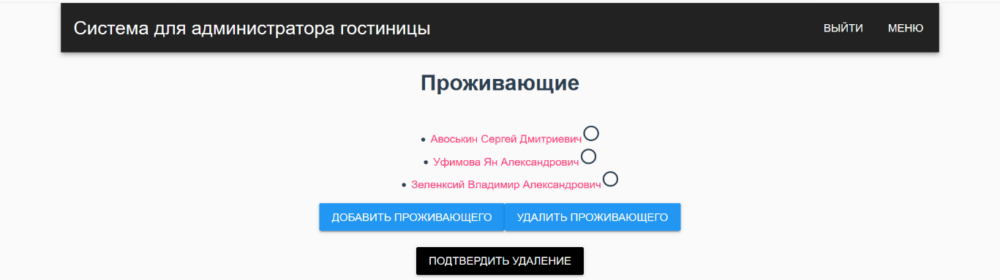 Система для администратора гостиницы ВЫЙТИ МЕНЮ
Проживающие
• Авоськин Сергей Дмитриевич
• Уфимова Ян Александрович
• Зеленксий Владимир Александрович
ДОБАВИТЬ ПРОЖИВАЮЩЕГО УДАЛИТЬ ПРОЖИВАЮЩЕГО
ПОДТВЕРДИТЬ УДАЛЕНИЕ